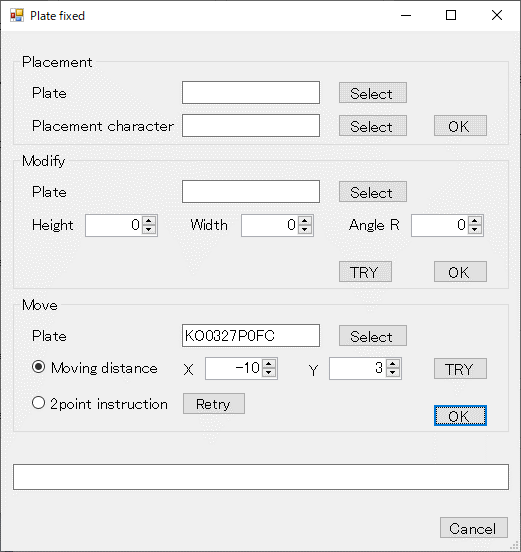 Plate fixed
Placement
Plate Select
Placement character Select OK
Modify
Plate Select
Height 0 Width 0 Angle R 0
TRY OK
Move
Plate KO0327P0FC Select
Moving distance X -10 Y 3 TRY
2point instruction Retry
OK
Cancel